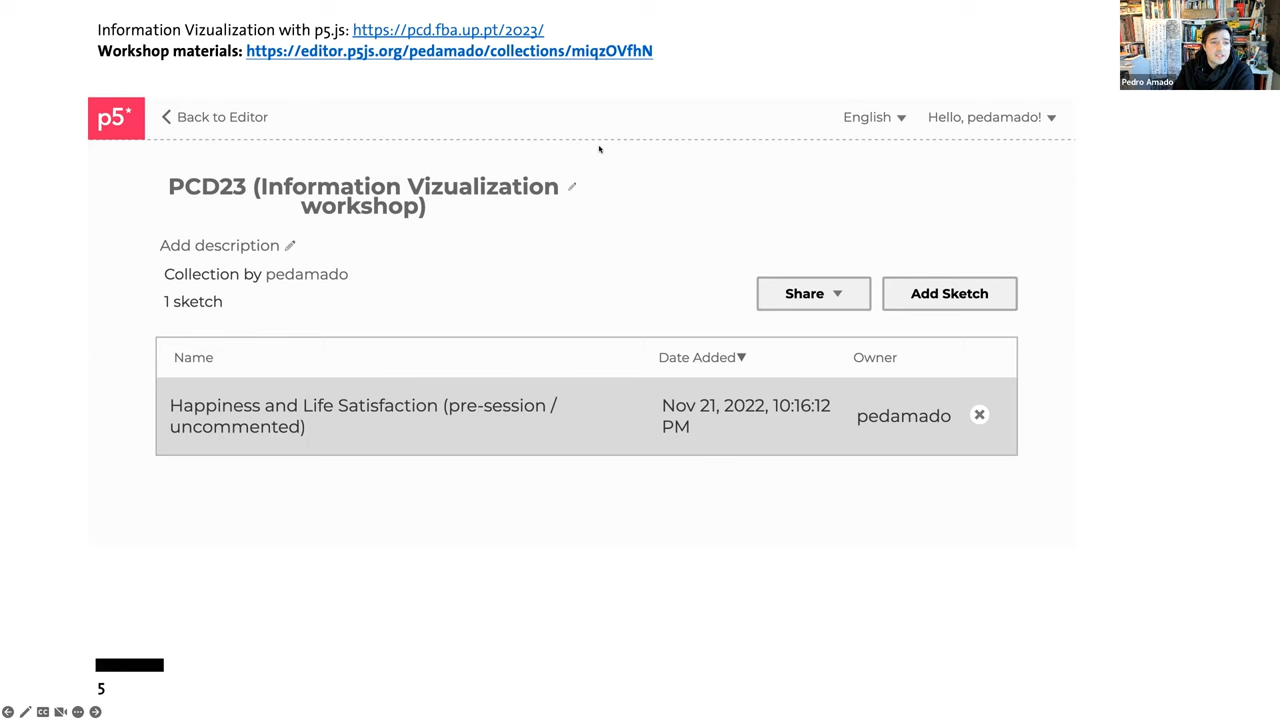 Information Vizualization with p5.js: https://pcd.fba.up.pt/2023/
Workshop materials: https://editor.p5js.org/pedamado/collections/miqzOVfhN
Pedro Amado
p5*
Back to Editor
English
Hello, pedamado!
PCD23 (Information Vizualization
workshop)
Add description
Collection by pedamado
1 sketch
Share
Add Sketch
Name
Date Added
Owner
Happiness and Life Satisfaction (pre-session /
uncommented)
Nov 21, 2022, 10:16:12
PM
pedamado
5
CC